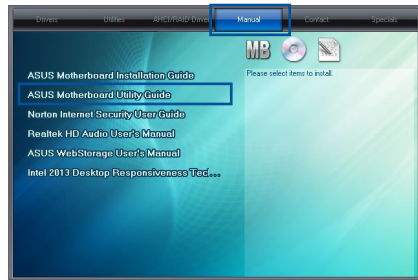 Drivers Utilities AHCI/RAID Driver Manual Contact Specials
MB
Please select items to install.
ASUS Motherboard Installation Guide
ASUS Motherboard Utility Guide
Norton Internet Security User Guide
Realtek HD Audio User's Manual
ASUS WebStorage User's Manual
Intel 2013 Desktop Responsiveness Tecl...